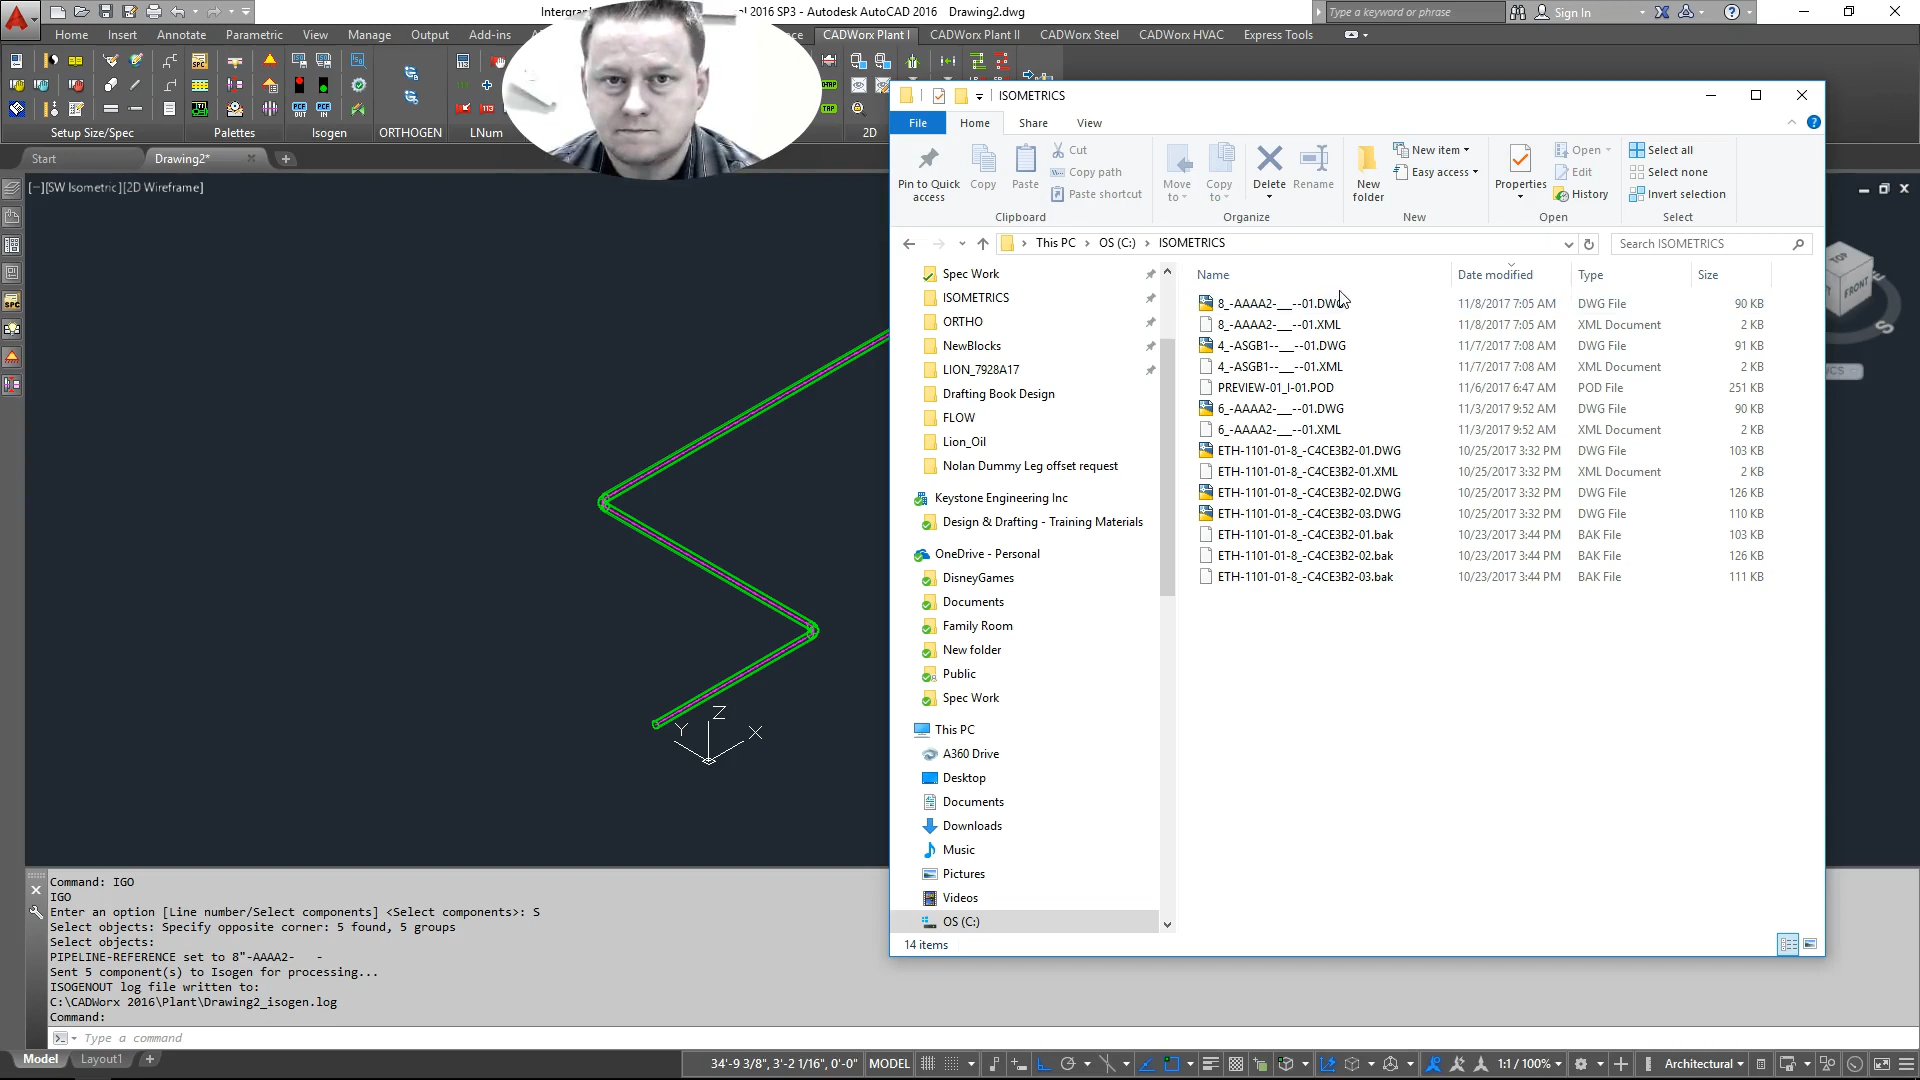 Intergraph
al 2016 SP3 - Autodesk AutoCAD 2016 Drawing2.dwg
Type a keyword or phrase
Sign In
Home Insert Annotate Parametric View Manage Output Add-ins
CADWorx Plant I CADWorx Plant II CADWorx Steel CADWorx HVAC Express Tools
Setup Size/Spec Palettes Isogen ORTHOGEN LNum 2D
Start Drawing2*
[−][SW Isometric][2D Wireframe]
ISOMETRICS
File Home Share View
Pin to Quick access
Copy
Paste
Cut
Copy path
Paste shortcut
Clipboard
Move to
Copy to
Delete
Rename
Organize
New folder
New item
Easy access
New
Properties
Open
Edit
History
Open
Select all
Select none
Invert selection
Select
This PC OS (C:) ISOMETRICS
Search ISOMETRICS
Spec Work
ISOMETRICS
ORTHO
NewBlocks
LION_7928A17
Drafting Book Design
FLOW
Lion_Oil
Nolan Dummy Leg offset request
Keystone Engineering Inc
Design & Drafting - Training Materials
OneDrive - Personal
DisneyGames
Documents
Family Room
New folder
Public
Spec Work
This PC
A360 Drive
Desktop
Documents
Downloads
Music
Pictures
Videos
OS (C:)
Name Date modified Type Size
8_-AAAA2-___--01.DWG 11/8/2017 7:05 AM DWG File 90 KB
8_-AAAA2-___--01.XML 11/8/2017 7:05 AM XML Document 2 KB
4_-ASGB1--___--01.DWG 11/7/2017 7:08 AM DWG File 91 KB
4_-ASGB1--___--01.XML 11/7/2017 7:08 AM XML Document 2 KB
PREVIEW-01_I-01.POD 11/6/2017 6:47 AM POD File 251 KB
6_-AAAA2-___--01.DWG 11/3/2017 9:52 AM DWG File 90 KB
6_-AAAA2-___--01.XML 11/3/2017 9:52 AM XML Document 2 KB
ETH-1101-01-8_-C4CE3B2-01.DWG 10/25/2017 3:32 PM DWG File 103 KB
ETH-1101-01-8_-C4CE3B2-01.XML 10/25/2017 3:32 PM XML Document 2 KB
ETH-1101-01-8_-C4CE3B2-02.DWG 10/25/2017 3:32 PM DWG File 126 KB
ETH-1101-01-8_-C4CE3B2-03.DWG 10/25/2017 3:32 PM DWG File 110 KB
ETH-1101-01-8_-C4CE3B2-01.bak 10/23/2017 3:44 PM BAK File 103 KB
ETH-1101-01-8_-C4CE3B2-02.bak 10/23/2017 3:44 PM BAK File 126 KB
ETH-1101-01-8_-C4CE3B2-03.bak 10/23/2017 3:44 PM BAK File 111 KB
14 items
TOP
FRONT
S
Z
Y
X
Command: IGO
IGO
Enter an option [Line number/Select components] <Select components>: S
Select objects: Specify opposite corner: 5 found, 5 groups
Select objects:
PIPELINE-REFERENCE set to 8"-AAAA2- -
Sent 5 component(s) to Isogen for processing...
ISOGENOUT log file written to:
C:\CADWorx 2016\Plant\Drawing2_isogen.log
Command:
Type a command
Model Layout1
34'-9 3/8", 3'-2 1/16", 0'-0" MODEL 1:1 / 100% Architectural